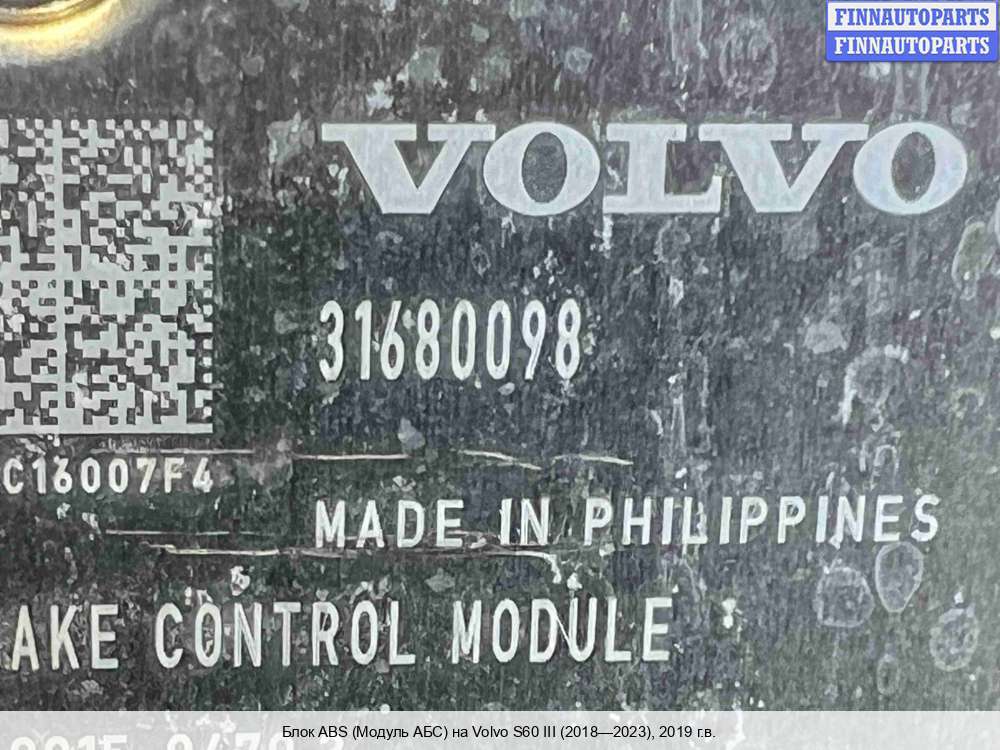 FINNAUTOPARTS
FINNAUTOPARTS
VOLVO
31680098
C16007F4
MADE IN PHILIPPINES
AKE CONTROL MODULE
Блок ABS (Модуль АБС) на Volvo S60 III (2018—2023), 2019 г.в.